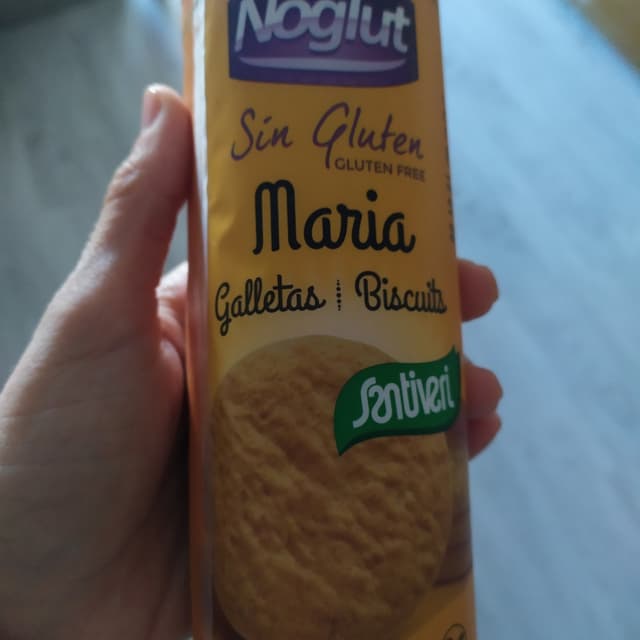 Noglut
Sin Gluten
GLUTEN FREE
Maria
Galletas Biscuits
Santiveri